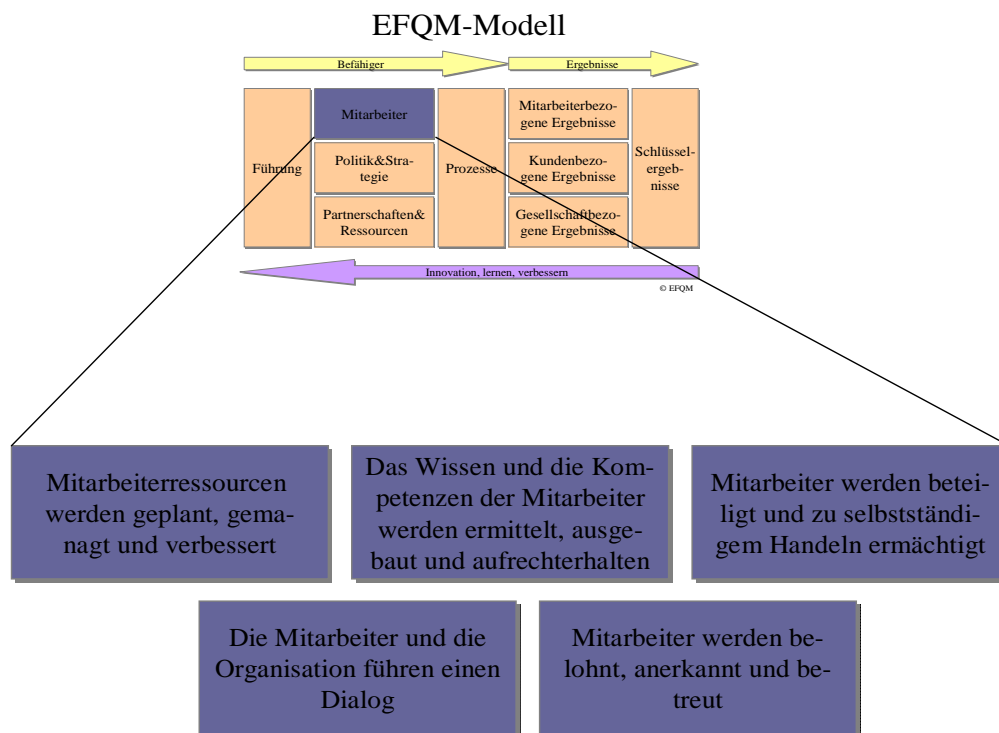 EFQM-Modell
Befähiger
Ergebnisse
Führung
Mitarbeiter
Politik&Stra-
tegie
Partnerschaften&
Ressourcen
Prozesse
Mitarbeiterbezo-
gene Ergebnisse
Kundenbezo-
gene Ergebnisse
Gesellschaftbezo-
gene Ergebnisse
Schlüssel-
ergeb-
nisse
Innovation, lernen, verbessern
© EFQM
Mitarbeiterressourcen
werden geplant, gema-
nagt und verbessert
Das Wissen und die Kom-
petenzen der Mitarbeiter
werden ermittelt, ausge-
baut und aufrechterhalten
Mitarbeiter werden betei-
ligt und zu selbstständi-
gem Handeln ermächtigt
Die Mitarbeiter und die
Organisation führen einen
Dialog
Mitarbeiter werden be-
lohnt, anerkannt und be-
treut